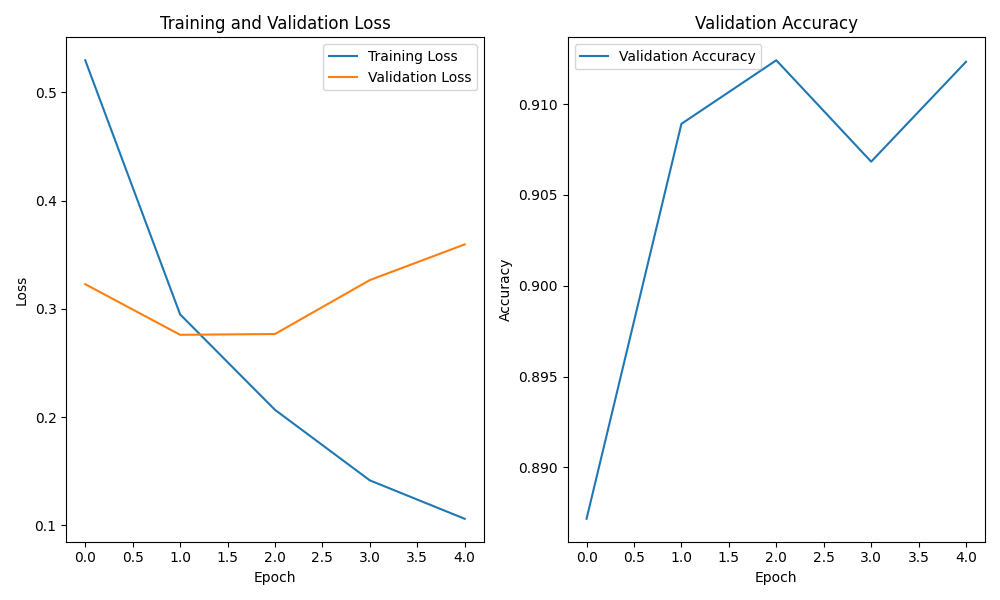 Training and Validation Loss
Training Loss
Validation Loss
0.5
0.4
0.3
0.2
0.1
Loss
0.0 0.5 1.0 1.5 2.0 2.5 3.0 3.5 4.0
Epoch
Validation Accuracy
Validation Accuracy
0.910
0.905
0.900
0.895
0.890
Accuracy
0.0 0.5 1.0 1.5 2.0 2.5 3.0 3.5 4.0
Epoch